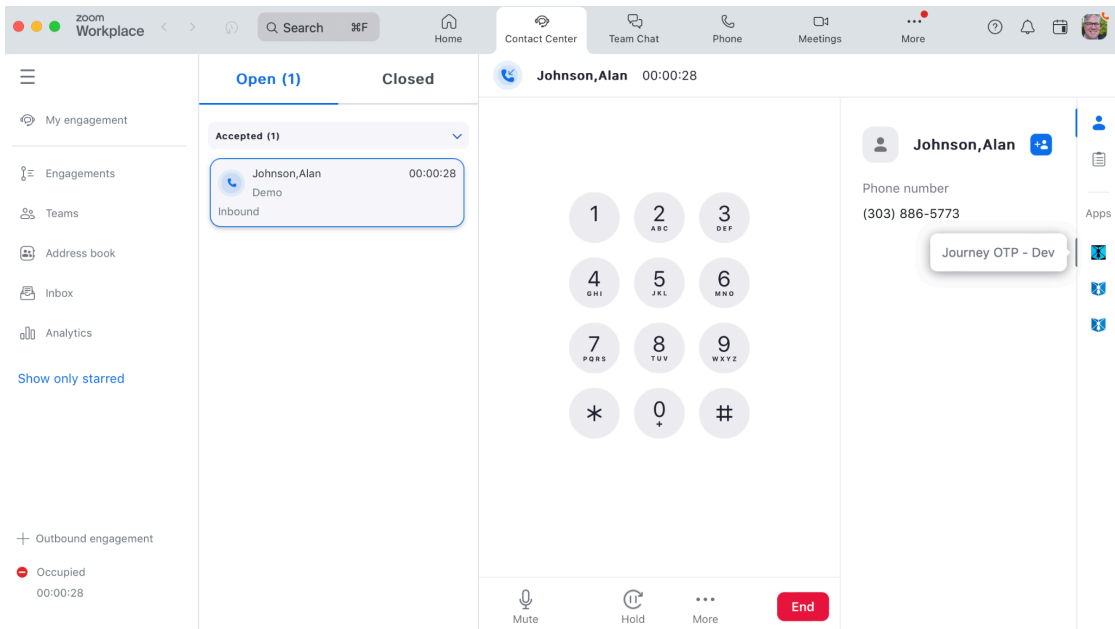 zoom
Workplace
Search ⌘F
Home
Contact Center
Team Chat
Phone
Meetings
More
My engagement
Engagements
Teams
Address book
Inbox
Analytics
Show only starred
Outbound engagement
Occupied
00:00:28
Open (1)
Closed
Accepted (1)
Johnson,Alan 00:00:28
Demo
Inbound
Johnson,Alan 00:00:28
1
2
ABC
3
DEF
4
GHI
5
JKL
6
MNO
7
PQRS
8
TUV
9
WXYZ
*
0
+
#
Mute
Hold
More
End
Johnson,Alan
Phone number
(303) 886-5773
Journey OTP - Dev
Apps